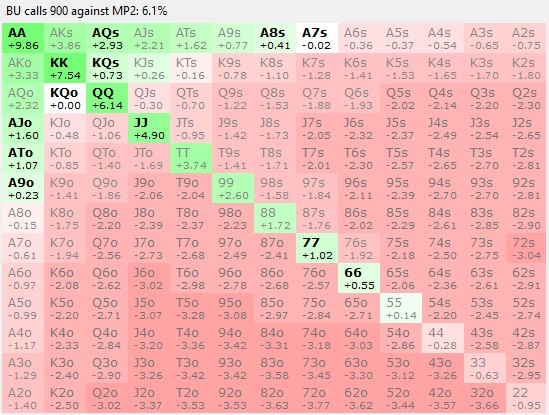 BU calls 900 against MP2: 6.1%
AA AKs AQs AJs ATs A9s A8s A7s A6s A5s A4s A3s A2s
+9.86 +3.86 +2.93 +2.21 +1.62 +0.77 +0.41 -0.02 -0.36 -0.37 -0.54 -0.65 -0.75
AKo KK KQs KJs KTs K9s K8s K7s K6s K5s K4s K3s K2s
+3.33 +7.54 +0.73 +0.26 -0.16 -0.78 -1.10 -1.28 -1.41 -1.53 -1.65 -1.70 -1.80
AQo KQo QQ QJs QTs Q9s Q8s Q7s Q6s Q5s Q4s Q3s Q2s
+2.32 +0.00 +6.14 -0.30 -0.70 -1.22 -1.53 -1.88 -1.93 -2.02 -2.14 -2.20 -2.30
AJo KJo QJo JJ JTs J9s J8s J7s J6s J5s J4s J3s J2s
+1.60 -0.48 -1.06 +4.90 -0.95 -1.42 -1.73 -2.05 -2.32 -2.37 -2.49 -2.54 -2.65
ATo KTo QTo JTo TT T9s T8s T7s T6s T5s T4s T3s T2s
+1.07 -0.85 -1.40 -1.69 +3.74 -1.41 -1.71 -2.01 -2.30 -2.57 -2.65 -2.70 -2.81
A9o K9o Q9o J9o T9o 99 98s 97s 96s 95s 94s 93s 92s
+0.23 -1.41 -1.86 -2.06 -2.04 +2.60 -1.58 -1.84 -2.11 -2.39 -2.70 -2.70 -2.81
A8o K8o Q8o J8o T8o 98o 88 87s 86s 85s 84s 83s 82s
-0.15 -1.75 -2.20 -2.39 -2.37 -2.23 +1.72 -1.76 -2.02 -2.29 -2.61 -2.85 -2.90
A7o K7o Q7o J7o T7o 97o 87o 77 76s 75s 74s 73s 72s
-0.61 -1.94 -2.56 -2.73 -2.68 -2.49 -2.41 +1.02 -1.92 -2.18 -2.50 -2.75 -3.04
A6o K6o Q6o J6o T6o 96o 86o 76o 66 65s 64s 63s 62s
-0.97 -2.08 -2.62 -3.02 -2.98 -2.78 -2.68 -2.57 +0.55 -2.06 -2.36 -2.61 -2.91
A5o K5o Q5o J5o T5o 95o 85o 75o 65o 55 54s 53s 52s
-0.99 -2.20 -2.71 -3.07 -3.28 -3.08 -2.97 -2.84 -2.71 +0.14 -2.20 -2.45 -2.74
A4o K4o Q4o J4o T4o 94o 84o 74o 64o 54o 44 43s 42s
-1.17 -2.33 -2.84 -3.20 -3.36 -3.42 -3.31 -3.18 -3.03 -2.86 -0.28 -2.58 -2.87
A3o K3o Q3o J3o T3o 93o 83o 73o 63o 53o 43o 33 32s
-1.29 -2.40 -2.90 -3.26 -3.42 -3.42 -3.58 -3.45 -3.30 -3.12 -3.26 -0.63 -2.95
A2o K2o Q2o J2o T2o 92o 82o 72o 62o 52o 42o 32o 22
-1.40 -2.50 -3.02 -3.37 -3.53 -3.53 -3.63 -3.77 -3.62 -3.44 -3.57 -3.66 -0.95